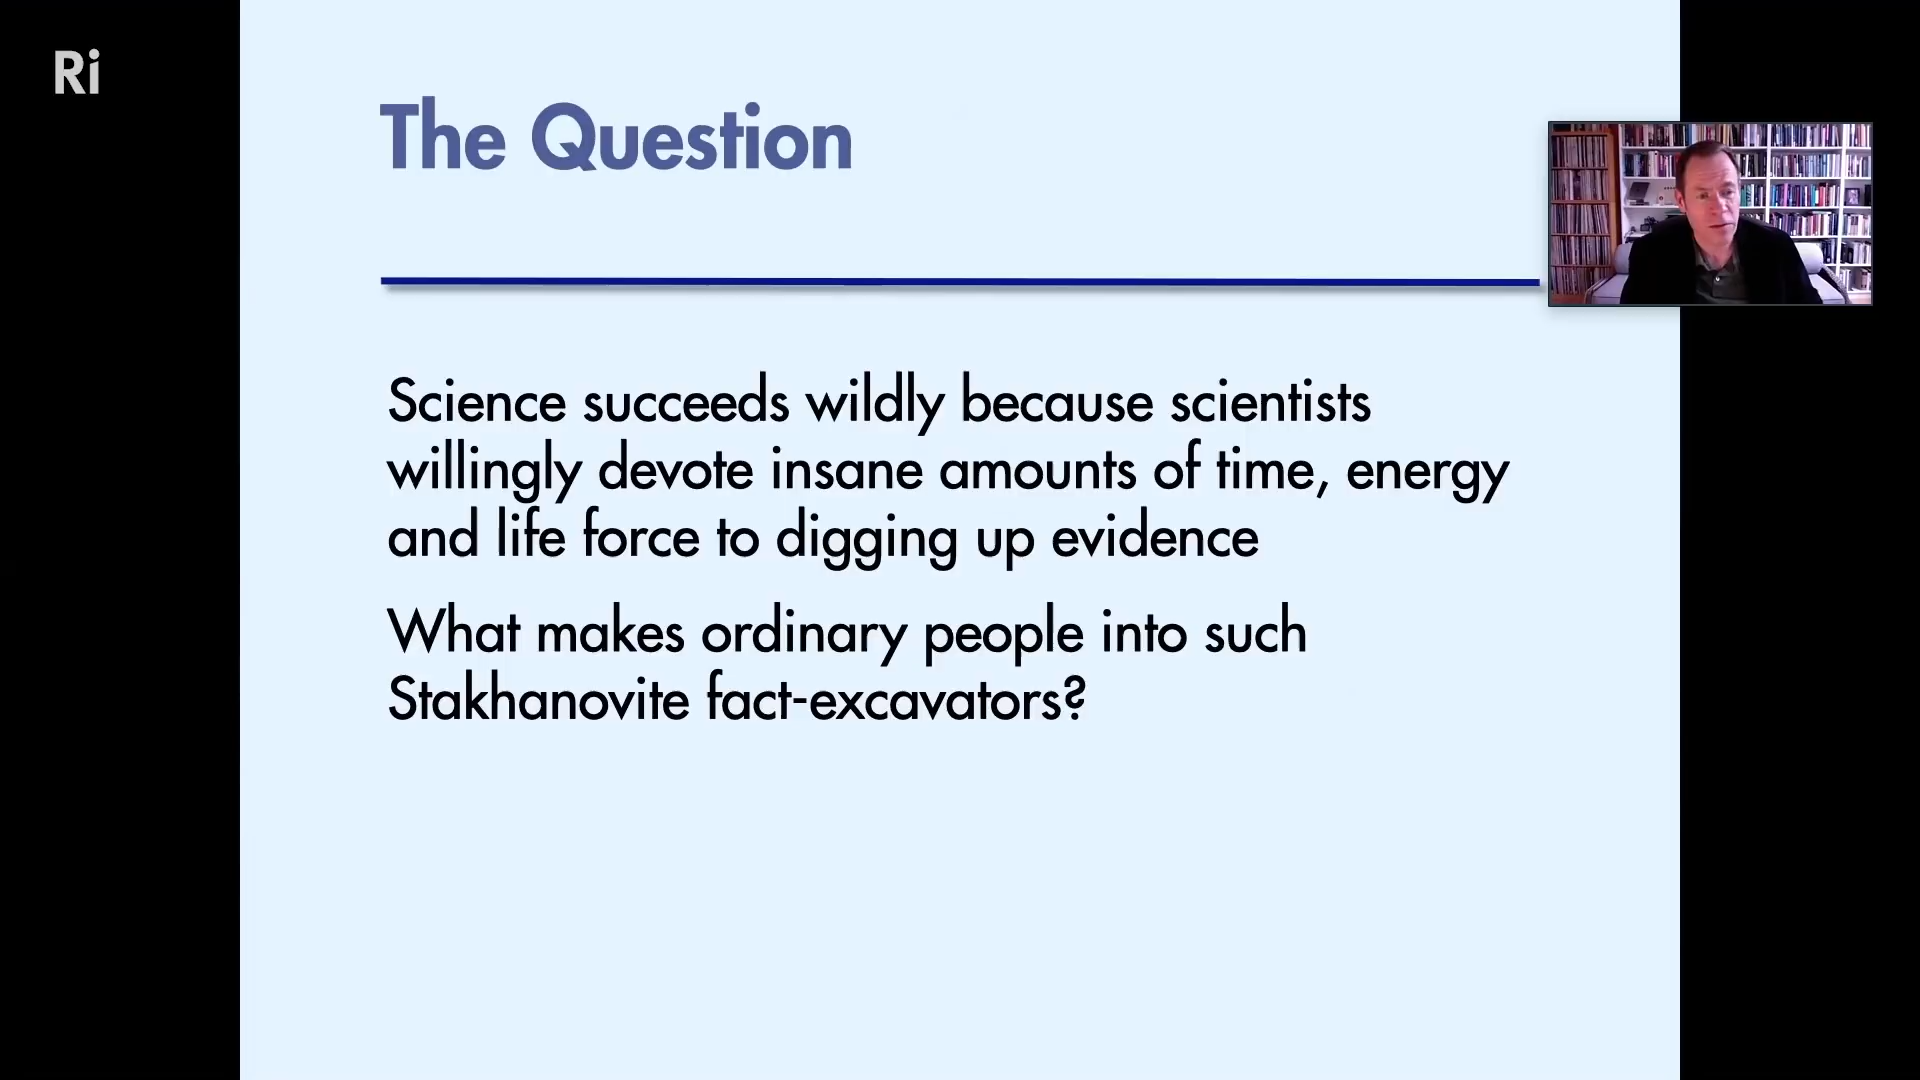 Ri
The Question
Science succeeds wildly because scientists
willingly devote insane amounts of time, energy
and life force to digging up evidence
What makes ordinary people into such
Stakhanovite fact-excavators?